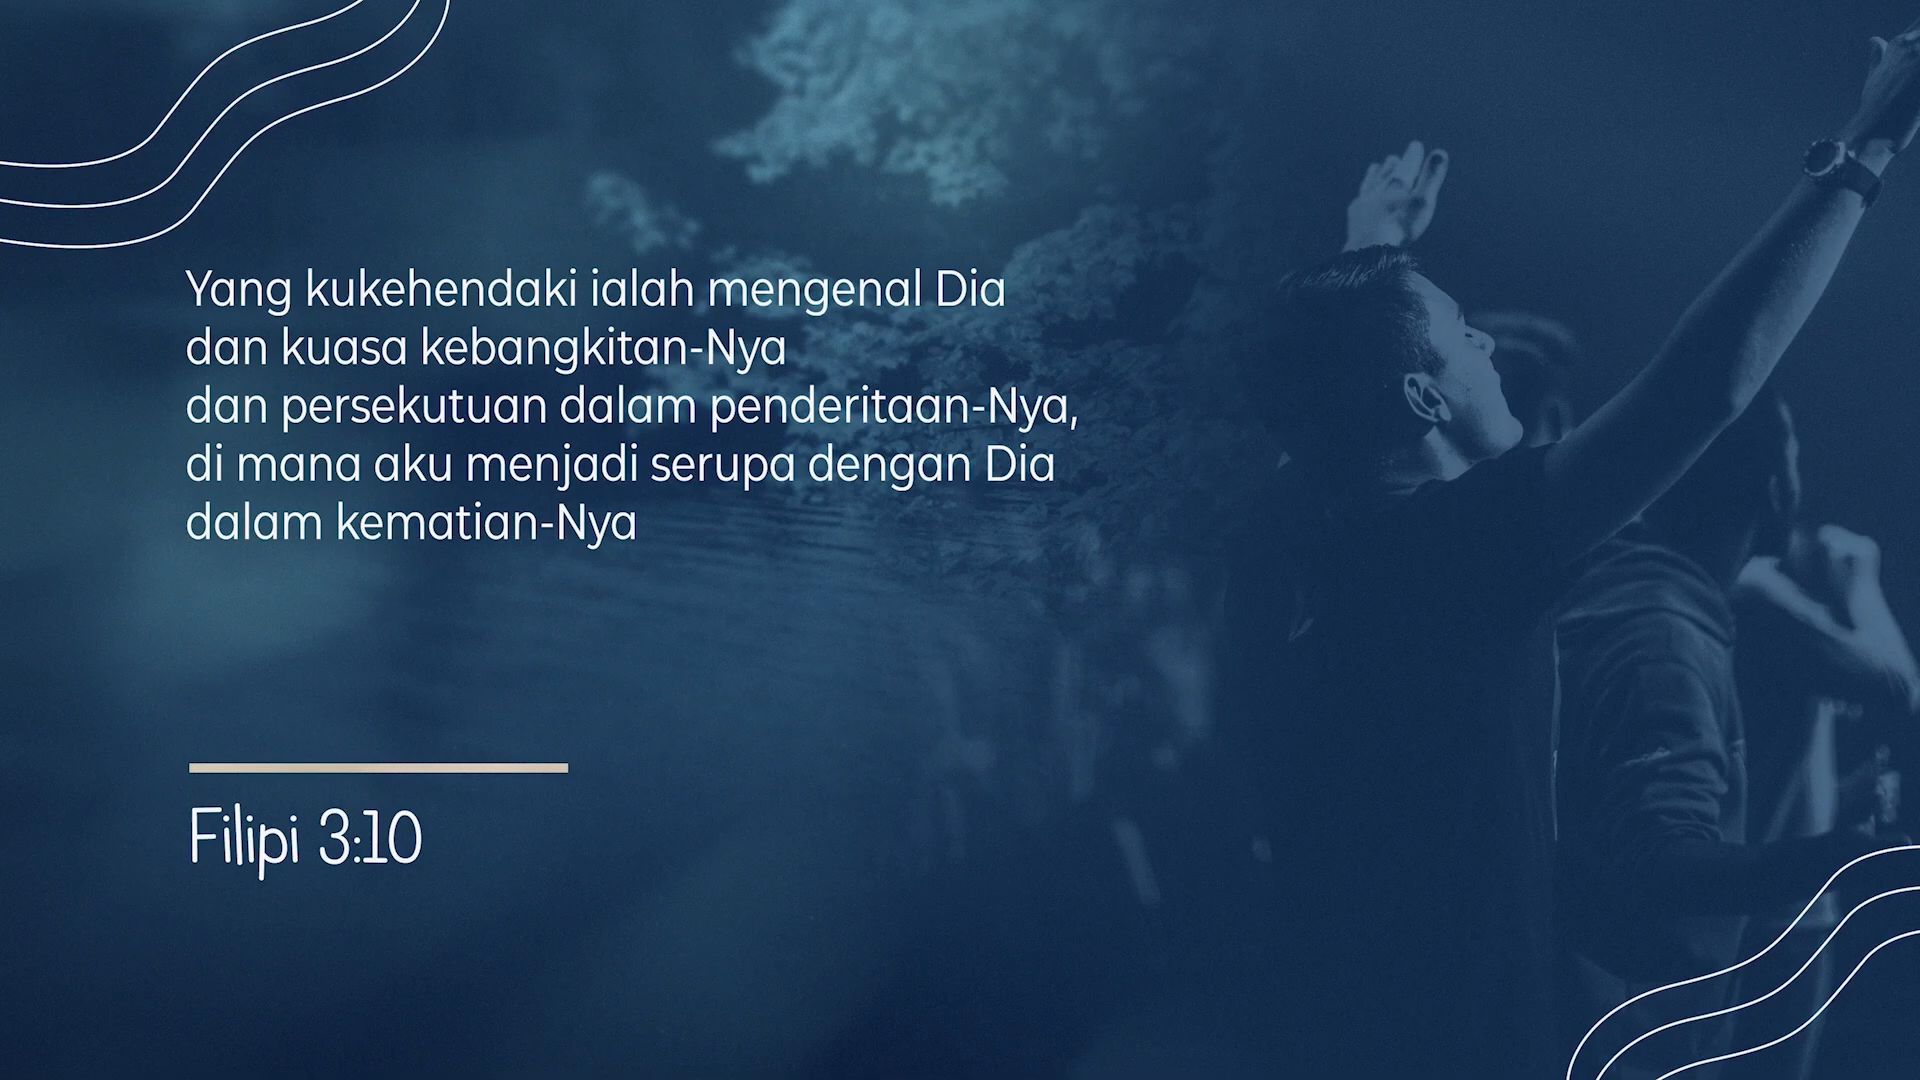 Yang kukehendaki ialah mengenal Dia
dan kuasa kebangkitan-Nya
dan persekutuan dalam penderitaan-Nya,
di mana aku menjadi serupa dengan Dia
dalam kematian-Nya
Filipi 3:10